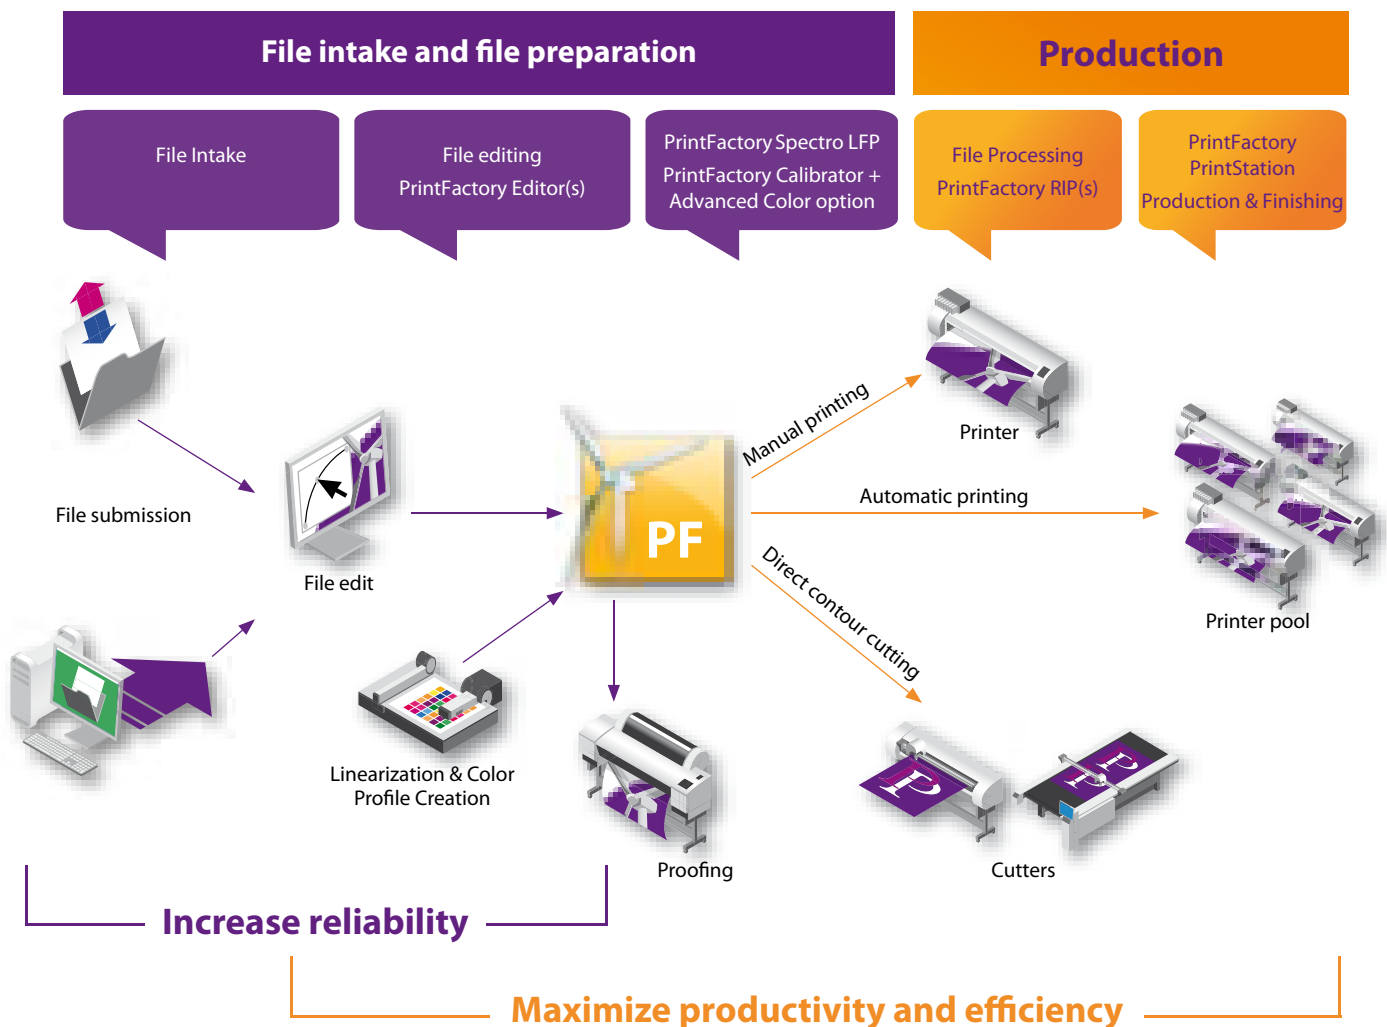 File intake and file preparation
Production
File Intake
File editing
PrintFactory Editor(s)
PrintFactory Spectro LFP
PrintFactory Calibrator +
Advanced Color option
File Processing
PrintFactory RIP(s)
PrintFactory
PrintStation
Production & Finishing
Manual printing
Printer
Automatic printing
File submission
PF
File edit
Direct contour cutting
Printer pool
Linearization & Color
Profile Creation
Proofing
Cutters
Increase reliability
Maximize productivity and efficiency